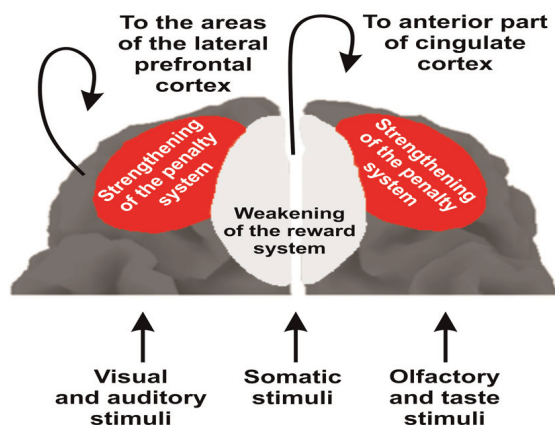 To the areas
of the lateral
prefrontal
cortex
To anterior part
of cingulate
cortex
Strengthening
of the penalty
system
Weakening
of the reward
system
Strengthening
of the penalty
system
Visual
and auditory
stimuli
Somatic
stimuli
Olfactory
and taste
stimuli